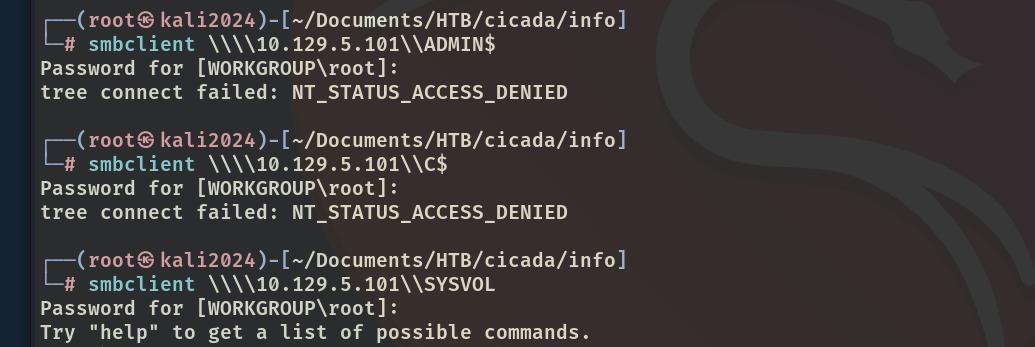 ┌──(root㉿kali2024)-[~/Documents/HTB/cicada/info]
└─# smbclient \\\\10.129.5.101\\ADMIN$
Password for [WORKGROUP\root]:
tree connect failed: NT_STATUS_ACCESS_DENIED
┌──(root㉿kali2024)-[~/Documents/HTB/cicada/info]
└─# smbclient \\\\10.129.5.101\\C$
Password for [WORKGROUP\root]:
tree connect failed: NT_STATUS_ACCESS_DENIED
┌──(root㉿kali2024)-[~/Documents/HTB/cicada/info]
└─# smbclient \\\\10.129.5.101\\SYSVOL
Password for [WORKGROUP\root]:
Try "help" to get a list of possible commands.